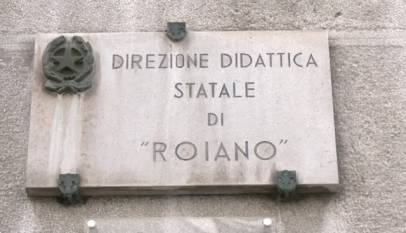 DIREZIONE DIDATTICA
STATALE
DI
"ROIANO"